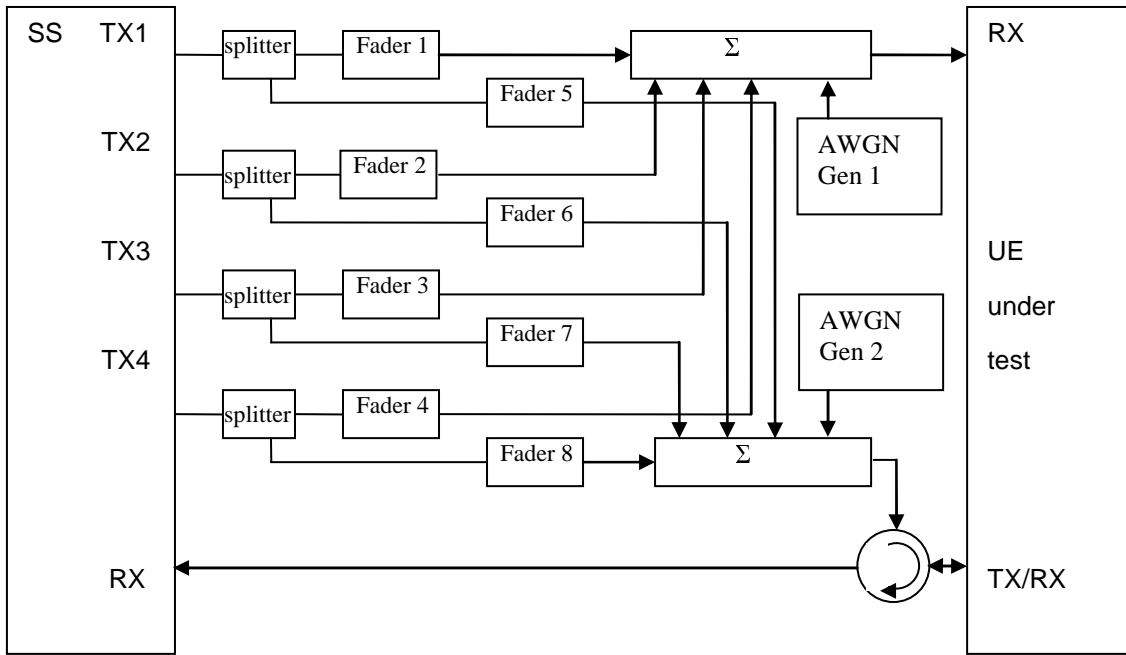 SS TX1
splitter
Fader 1
Σ
RX
Fader 5
TX2
AWGN
Gen 1
splitter
Fader 2
Fader 6
TX3
UE
splitter
Fader 3
under
AWGN
Gen 2
Fader 7
TX4
test
splitter
Fader 4
Fader 8
Σ
RX
TX/RX